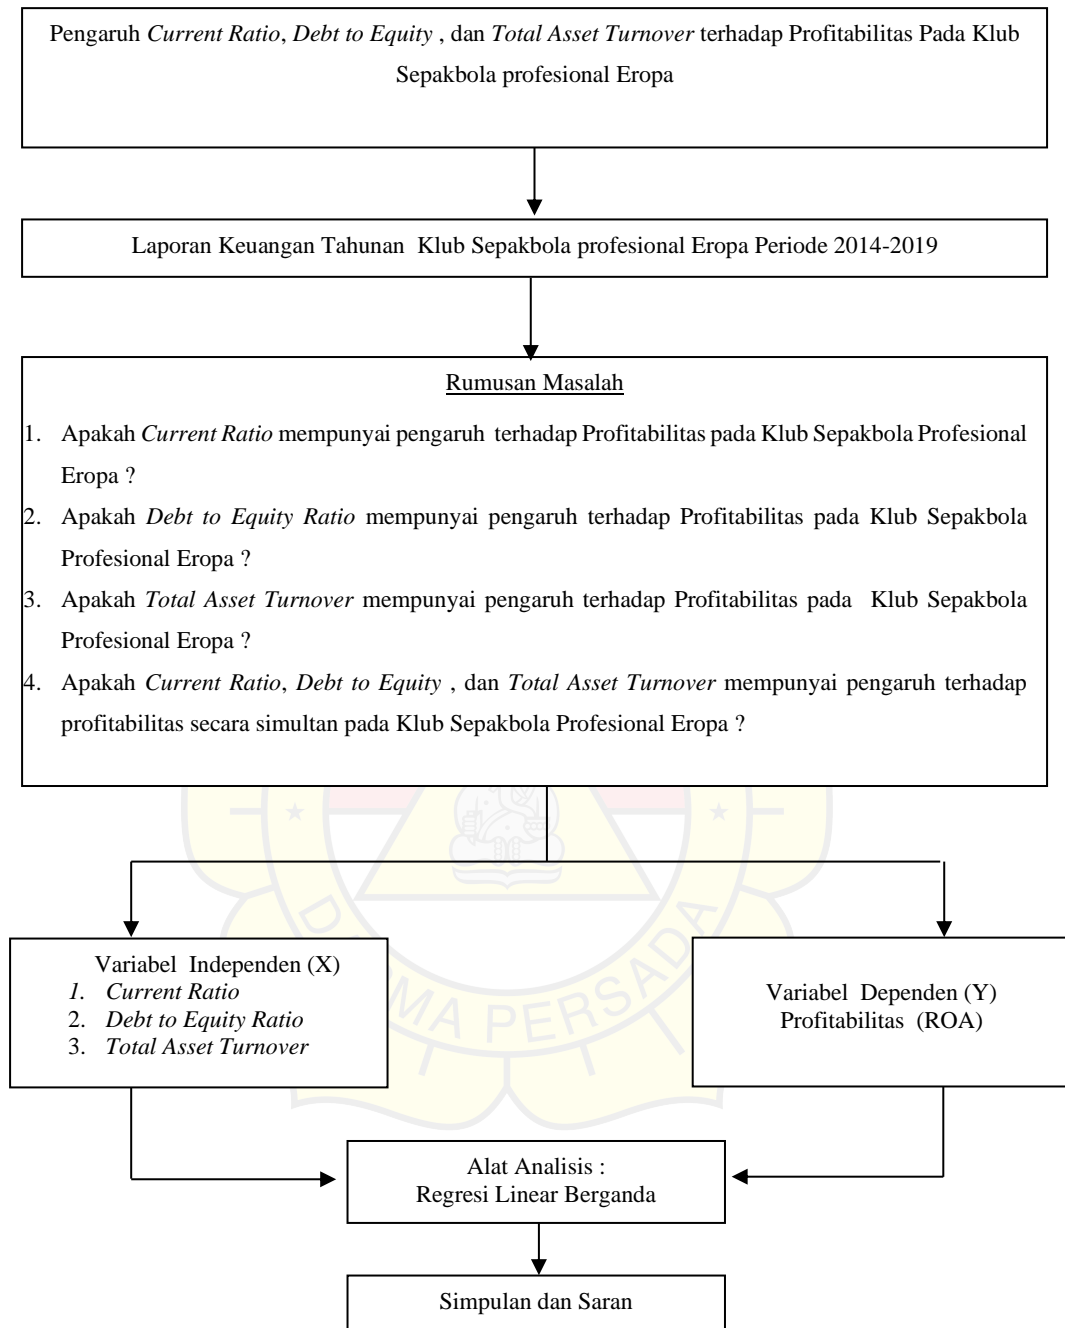 Pengaruh Current Ratio, Debt to Equity , dan Total Asset Turnover terhadap Profitabilitas Pada Klub
Sepakbola profesional Eropa
Laporan Keuangan Tahunan Klub Sepakbola profesional Eropa Periode 2014-2019
Rumusan Masalah
1. Apakah Current Ratio mempunyai pengaruh terhadap Profitabilitas pada Klub Sepakbola Profesional
Eropa ?
2. Apakah Debt to Equity Ratio mempunyai pengaruh terhadap Profitabilitas pada Klub Sepakbola
Profesional Eropa ?
3. Apakah Total Asset Turnover mempunyai pengaruh terhadap Profitabilitas pada Klub Sepakbola
Profesional Eropa ?
4. Apakah Current Ratio, Debt to Equity , dan Total Asset Turnover mempunyai pengaruh terhadap
profitabilitas secara simultan pada Klub Sepakbola Profesional Eropa ?
Variabel Independen (X)
1. Current Ratio
2. Debt to Equity Ratio
3. Total Asset Turnover
Variabel Dependen (Y)
Profitabilitas (ROA)
MA PERSADA
Alat Analisis :
Regresi Linear Berganda
Simpulan dan Saran